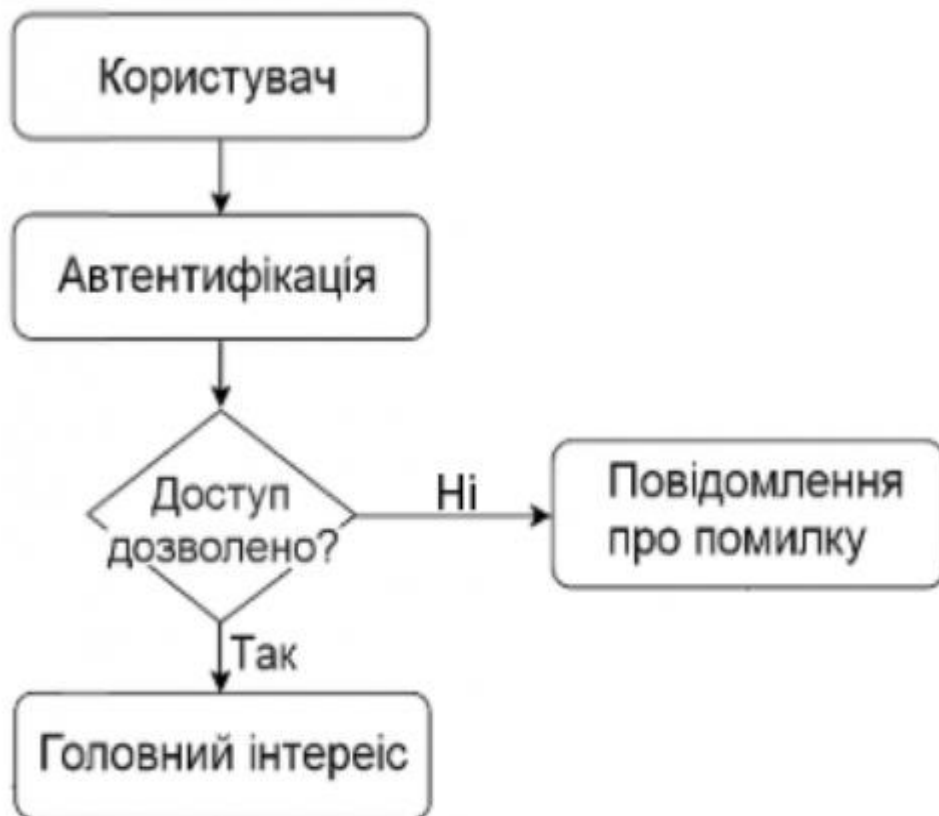 Користувач
Автентифікація
Доступ
дозволено?
Ні
Повідомлення
про помилку
Так
Головний інтереіс